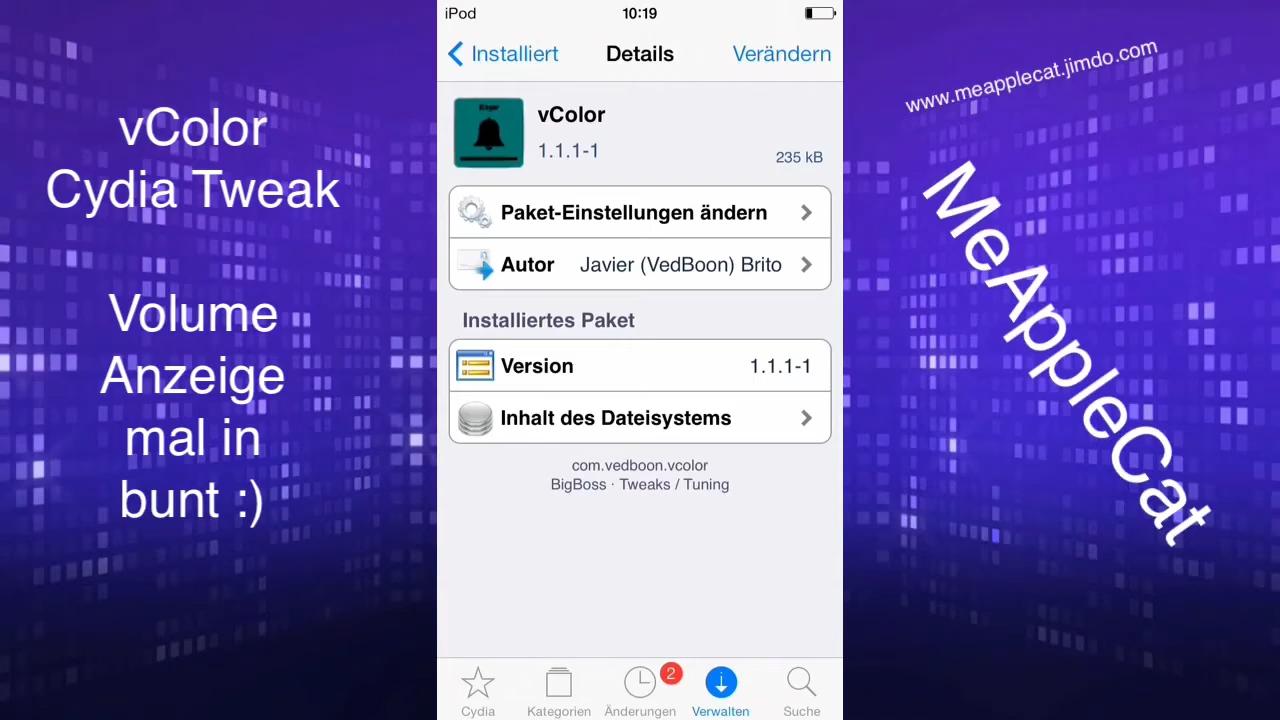 vColor
Cydia Tweak
Volume
Anzeige
mal in
bunt :)
iPod 10:19
Installiert Details Verändern
Ringer
vColor
1.1.1-1
235 kB
Paket-Einstellungen ändern
Autor Javier (VedBoon) Brito
Installiertes Paket
Version 1.1.1-1
Inhalt des Dateisystems
com.vedboon.vcolor
BigBoss · Tweaks / Tuning
2
Cydia Kategorien Änderungen Verwalten Suche
www.meapplecat.jimdo.com
MeAppleCat